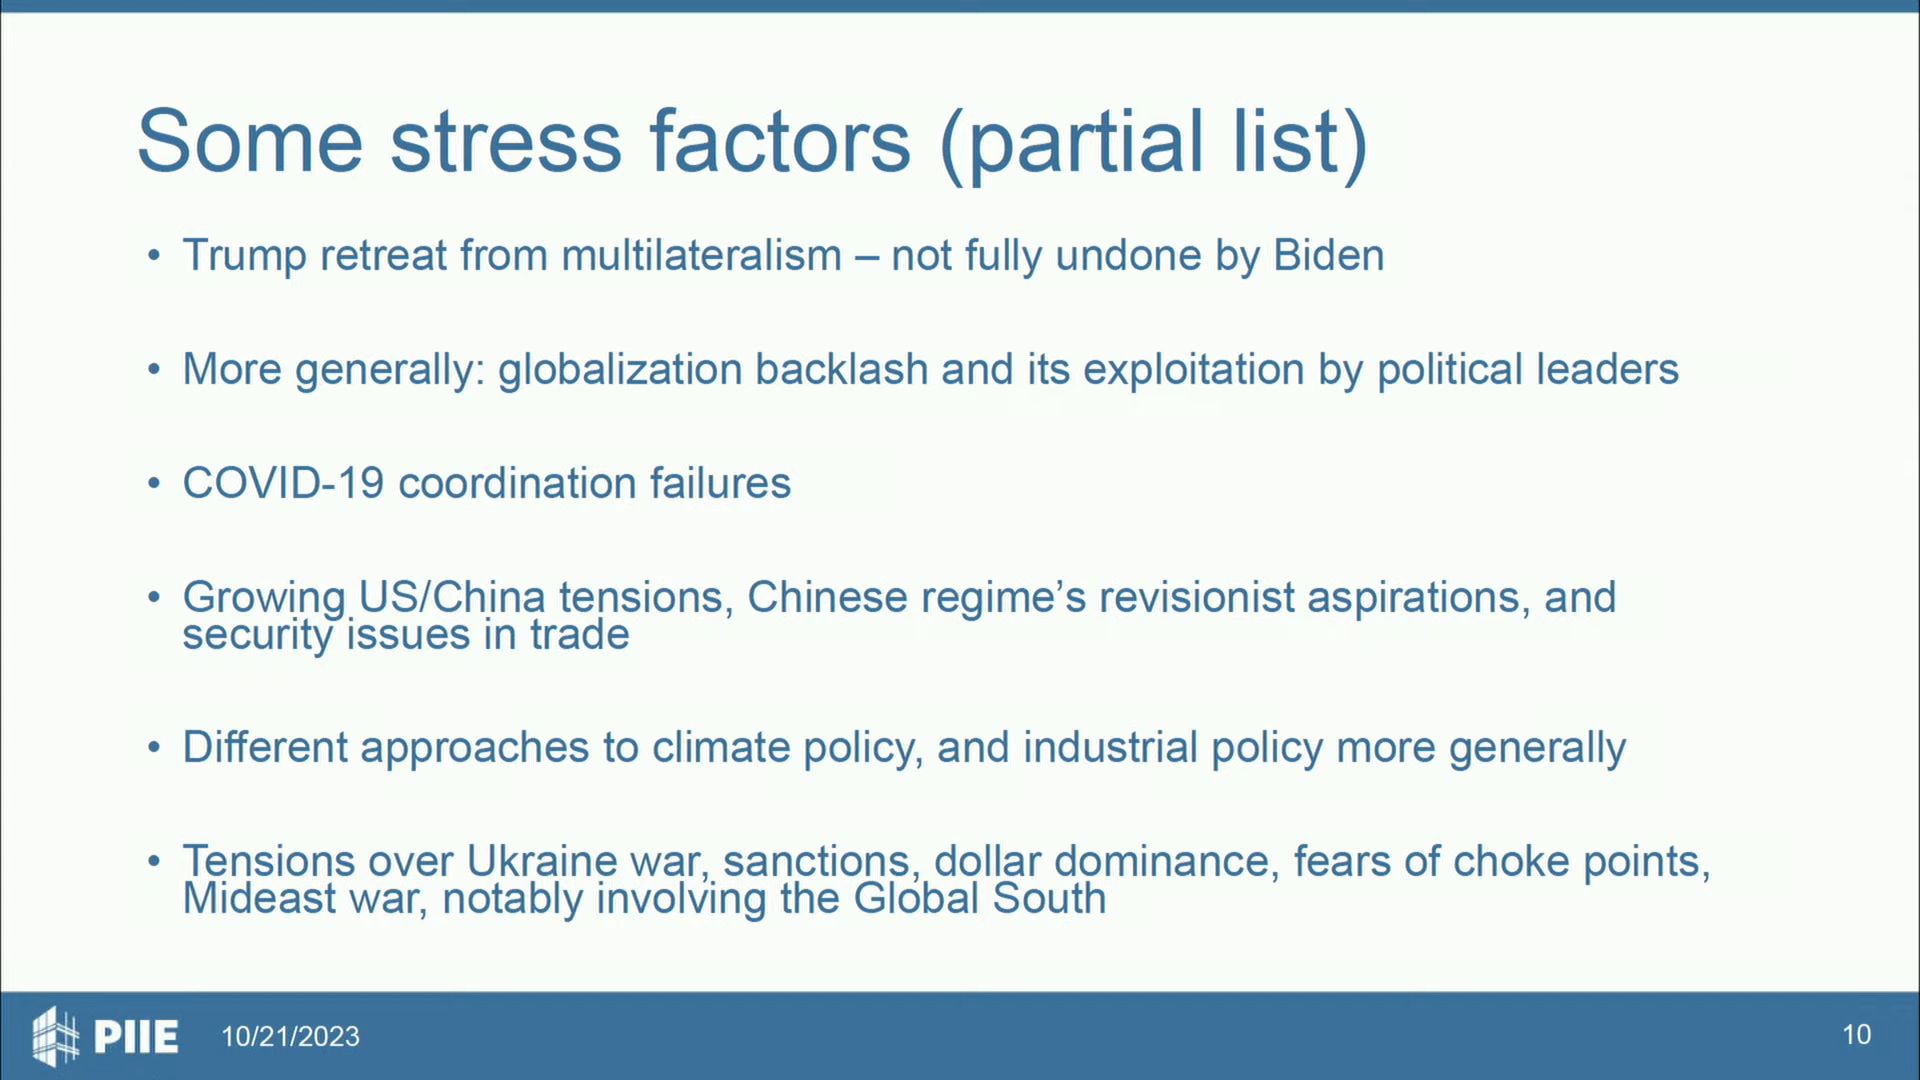 Some stress factors (partial list)
• Trump retreat from multilateralism – not fully undone by Biden
• More generally: globalization backlash and its exploitation by political leaders
• COVID-19 coordination failures
• Growing US/China tensions, Chinese regime’s revisionist aspirations, and
security issues in trade
• Different approaches to climate policy, and industrial policy more generally
• Tensions over Ukraine war, sanctions, dollar dominance, fears of choke points,
Mideast war, notably involving the Global South
PIIE 10/21/2023 10